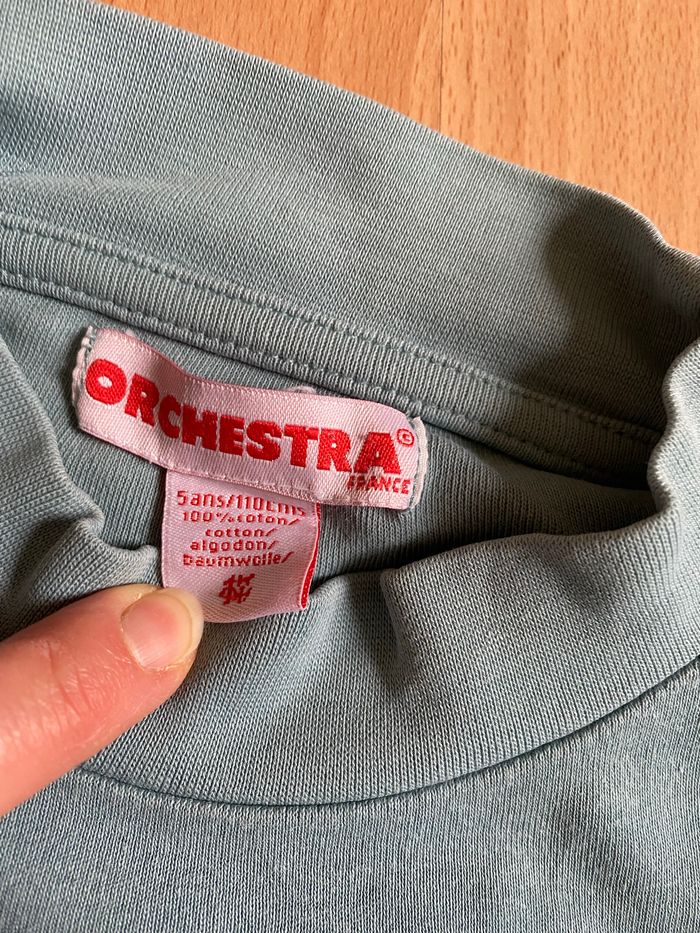 ORCHESTRA©
FRANCE
5ans/110cms
100%coton/
cotton/
algodon/
baumwolle/